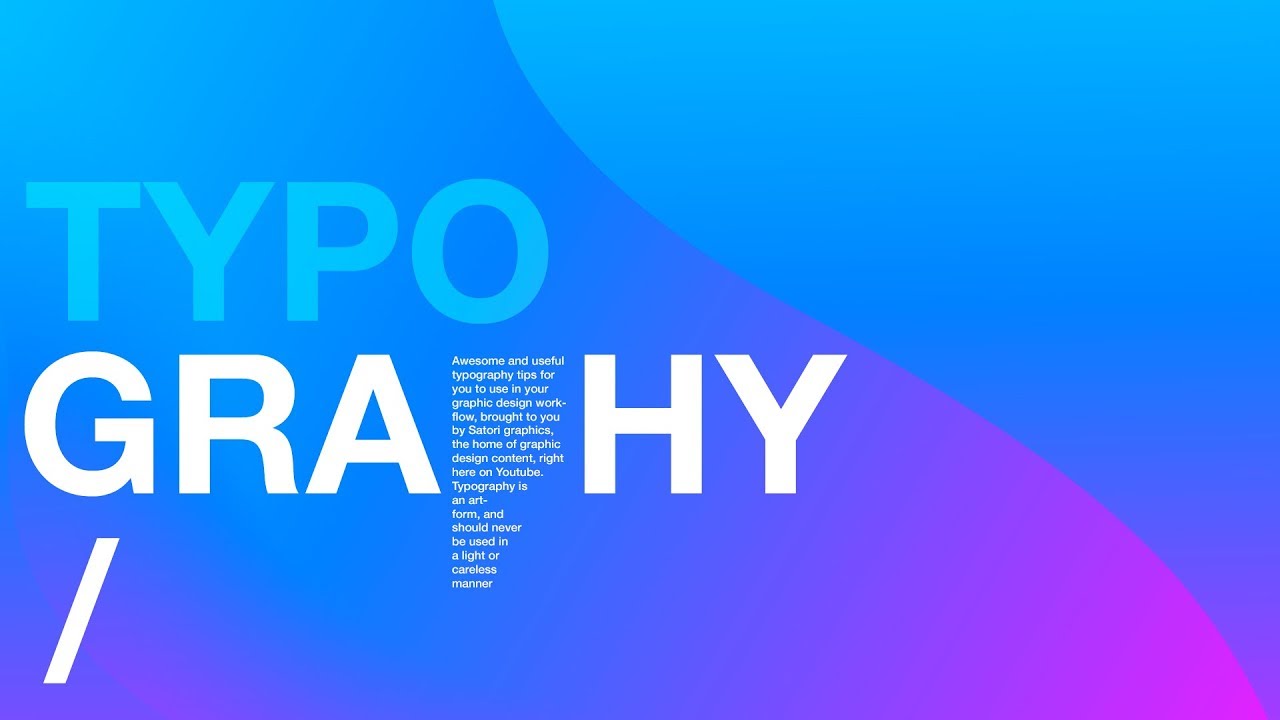 TYPO
GRA HY
Awesome and useful
typography tips for
you to use in your
graphic design work-
flow, brought to you
by Satori graphics,
the home of graphic
design content, right
here on Youtube.
Typography is
an art-
form, and
should never
be used in
a light or
careless
manner
/